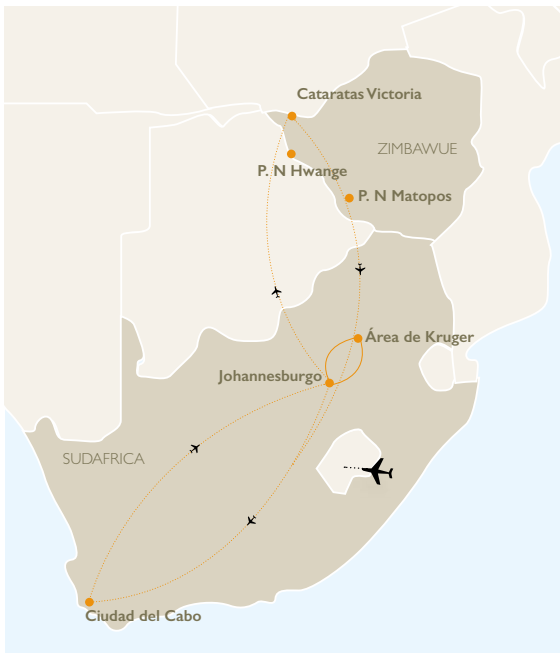 Cataratas Victoria
ZIMBAWUE
P. N Hwange
P. N Matopos
Área de Kruger
Johannesburgo
SUDAFRICA
Ciudad del Cabo